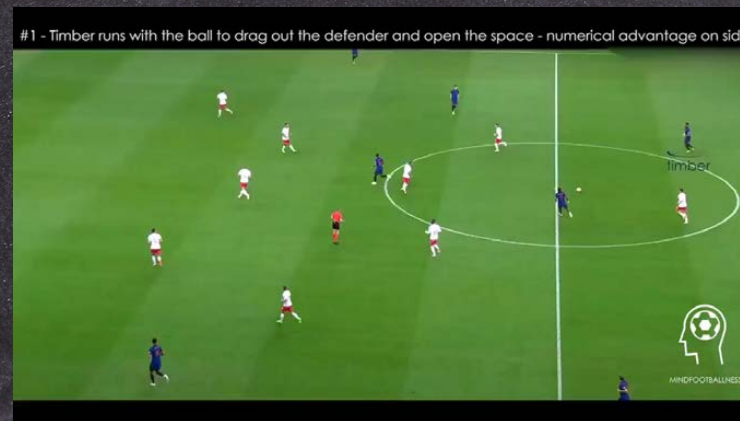 #1 - Timber runs with the ball to drag out the defender and open the space - numerical advantage on sid
timber
MINDFOOTBALLNESS